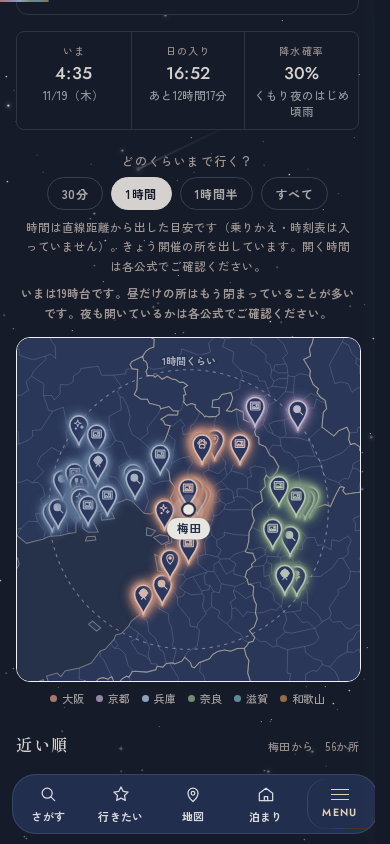 いま
4:35
11/19（木）
日の入り
16:52
あと12時間17分
降水確率
30%
くもり夜のはじめ
頃雨
どのくらいまで行く？
30分
1時間
1時間半
すべて
時間は直線距離から出した目安です（乗りかえ・時刻表は入
っていません）。きょう開催の所を出しています。開く時間
は各公式でご確認ください。
いまは19時台です。昼だけの所はもう閉まっていることが多い
です。夜も開いているかは各公式でご確認ください。
1時間くらい
梅田
大阪
京都
兵庫
奈良
滋賀
和歌山
近い順
梅田から　56か所
さがす
行きたい
地図
泊まり
MENU